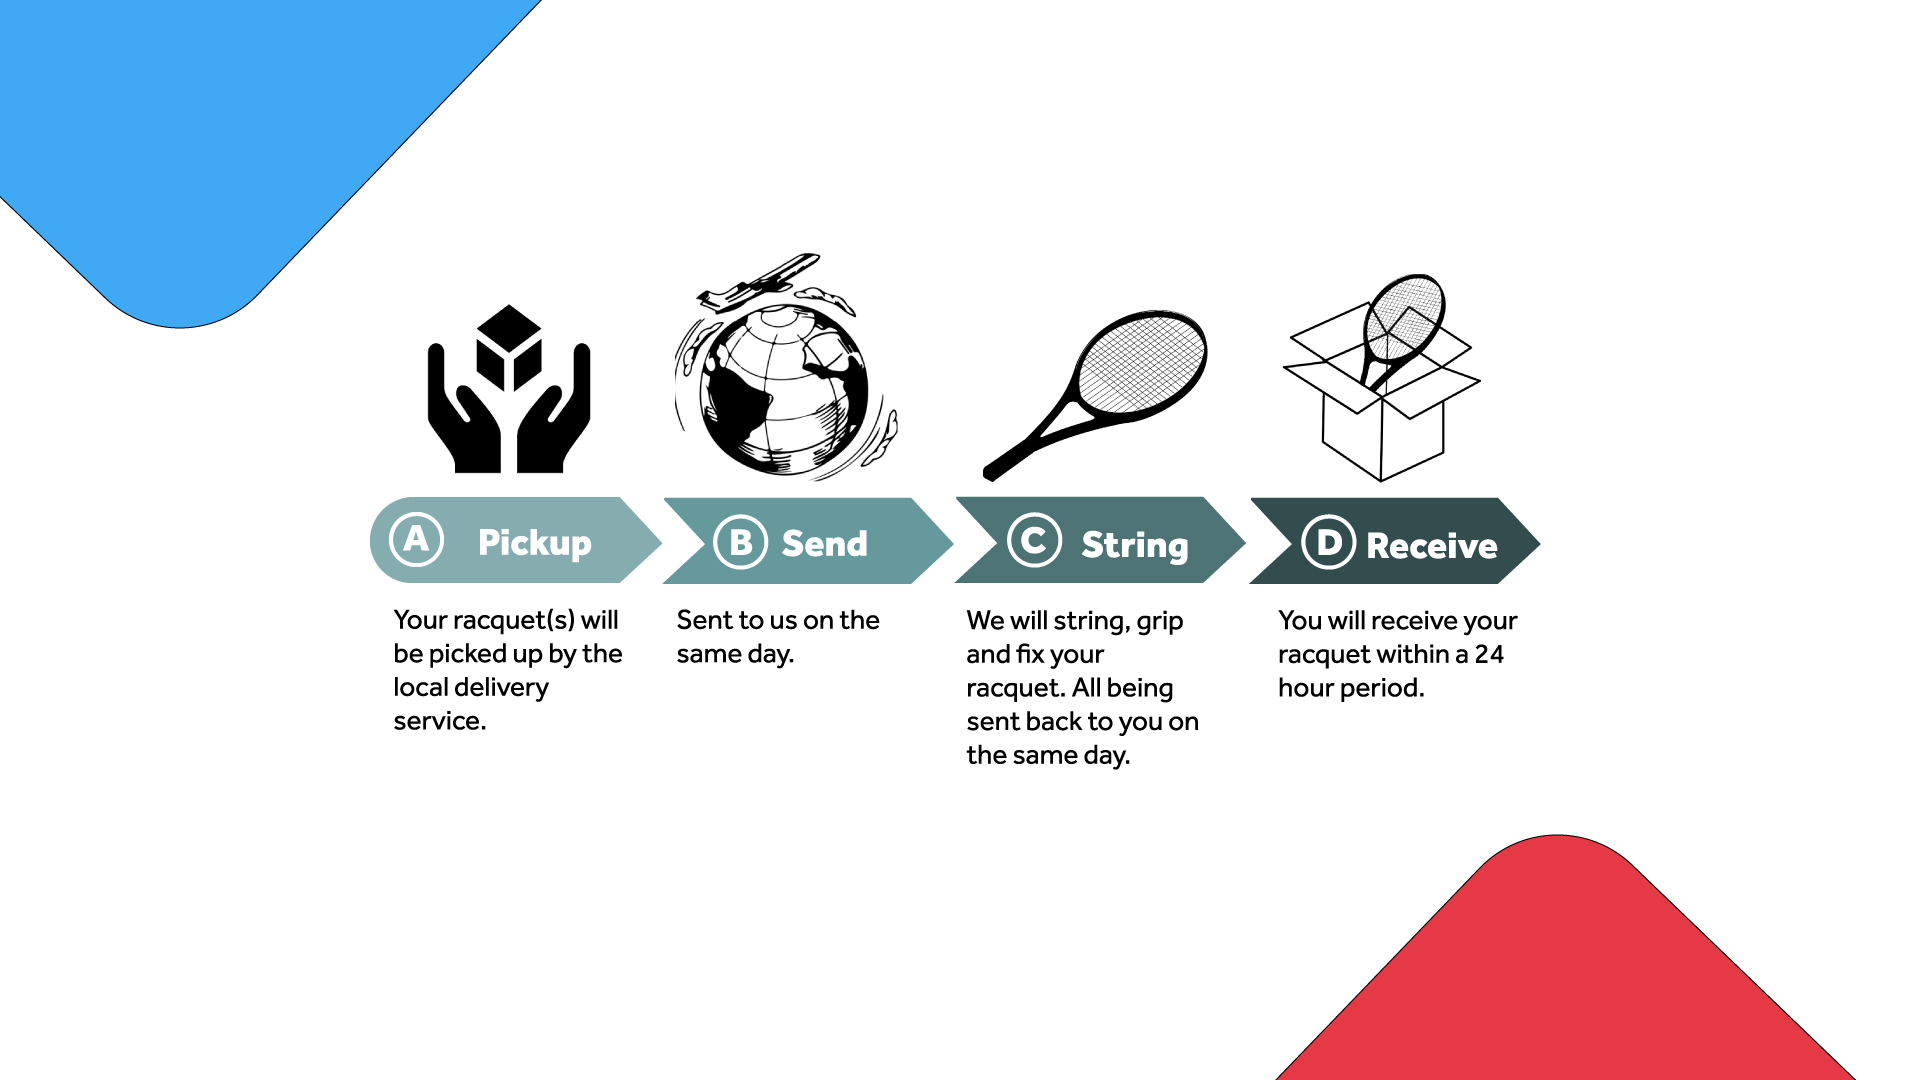 A Pickup
Your racquet(s) will
be picked up by the
local delivery
service.
B Send
Sent to us on the
same day.
C String
We will string, grip
and fix your
racquet. All being
sent back to you on
the same day.
D Receive
You will receive your
racquet within a 24
hour period.